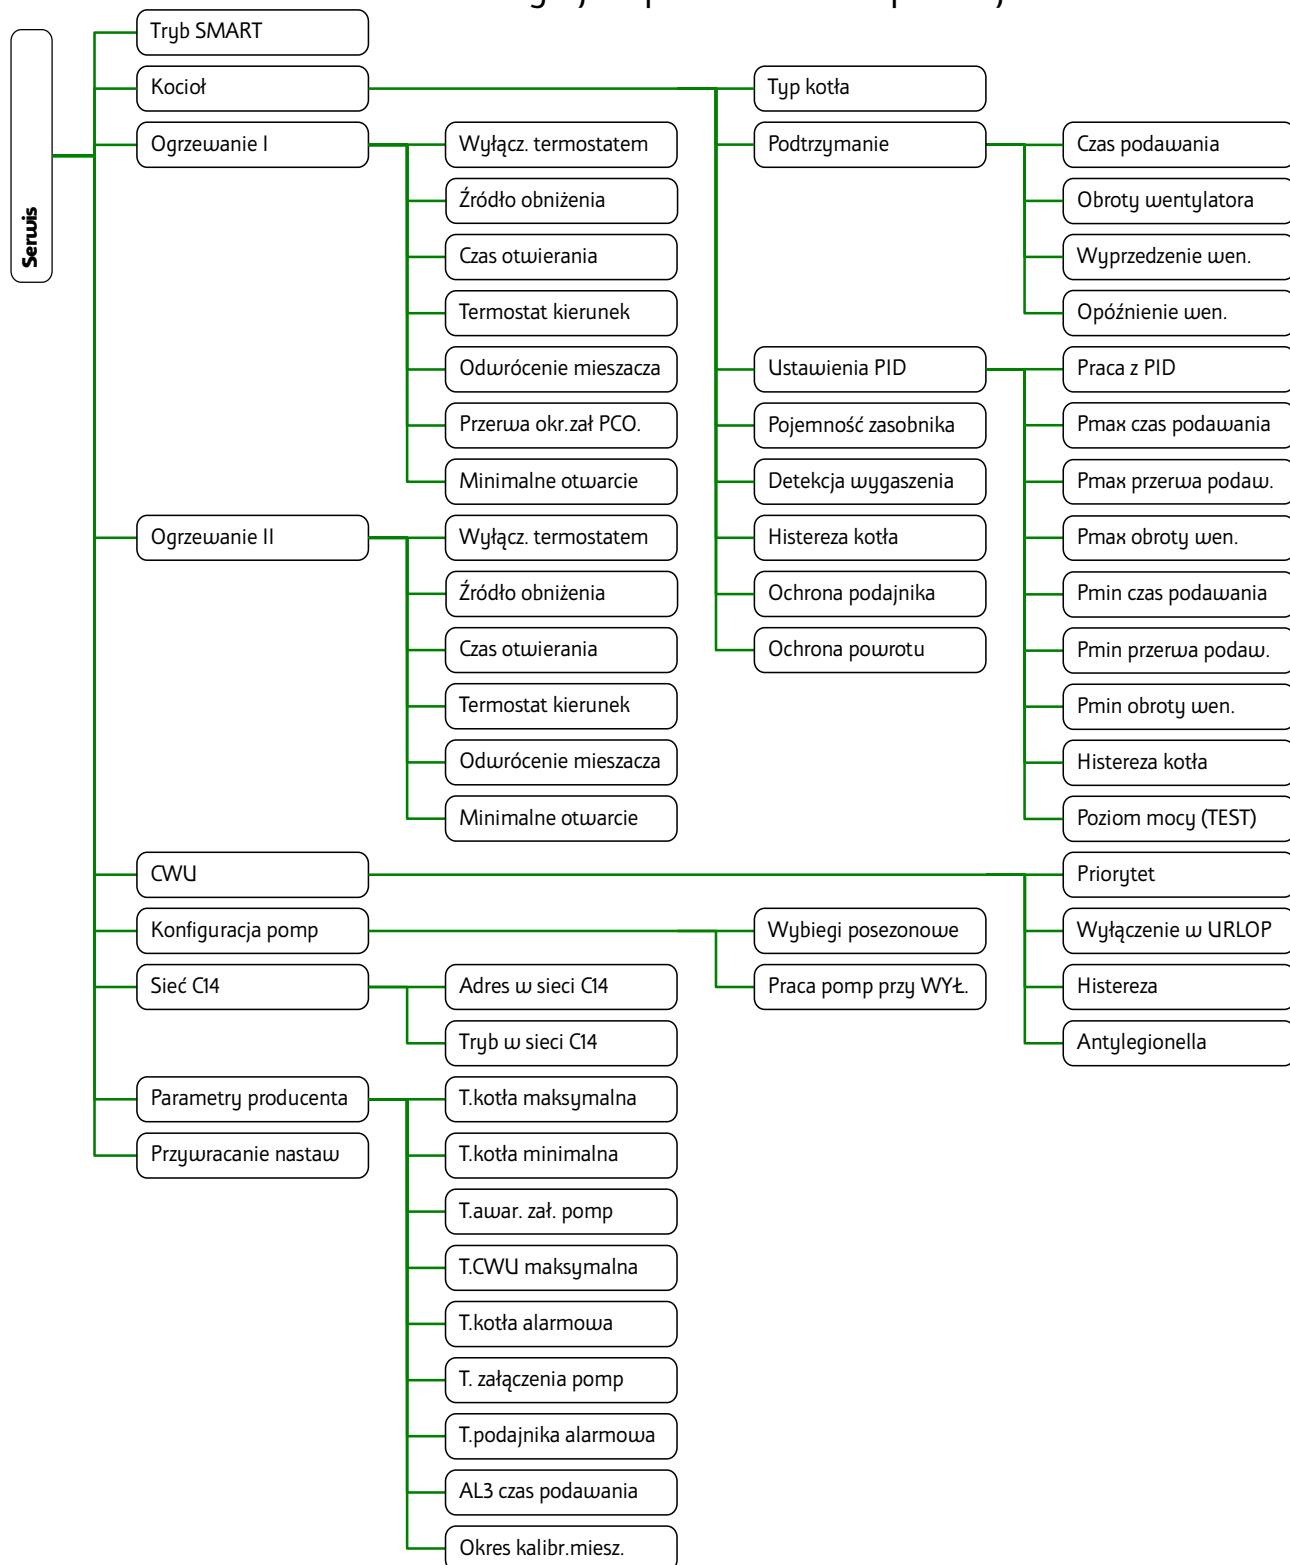 Serwis
Tryb SMART
Kocioł
Typ kotła
Podtrzymanie
Czas podawania
Obroty wentylatora
Wyprzedzenie wen.
Opóźnienie wen.
Ustawienia PID
Praca z PID
Pmax czas podawania
Pmax przerwa podaw.
Pmax obroty wen.
Pmin czas podawania
Pmin przerwa podaw.
Pmin obroty wen.
Histereza kotła
Poziom mocy (TEST)
Pojemność zasobnika
Detekcja wygaszenia
Histereza kotła
Ochrona podajnika
Ochrona powrotu
Ogrzewanie I
Wyłącz. termostatem
Źródło obniżenia
Czas otwierania
Termostat kierunek
Odwrócenie mieszacza
Przerwa okr.zał PCO.
Minimalne otwarcie
Ogrzewanie II
Wyłącz. termostatem
Źródło obniżenia
Czas otwierania
Termostat kierunek
Odwrócenie mieszacza
Minimalne otwarcie
CWU
Priorytet
Wyłączenie w URLOP
Histereza
Antylegionella
Konfiguracja pomp
Wybiegi posezonowe
Praca pomp przy WYŁ.
Sieć C14
Adres w sieci C14
Tryb w sieci C14
Parametry producenta
T.kotła maksymalna
T.kotła minimalna
T.awar. zał. pomp
T.CWU maksymalna
T.kotła alarmowa
T. załączenia pomp
T.podajnika alarmowa
AL3 czas podawania
Okres kalibr.miesz.
Przywracanie nastaw